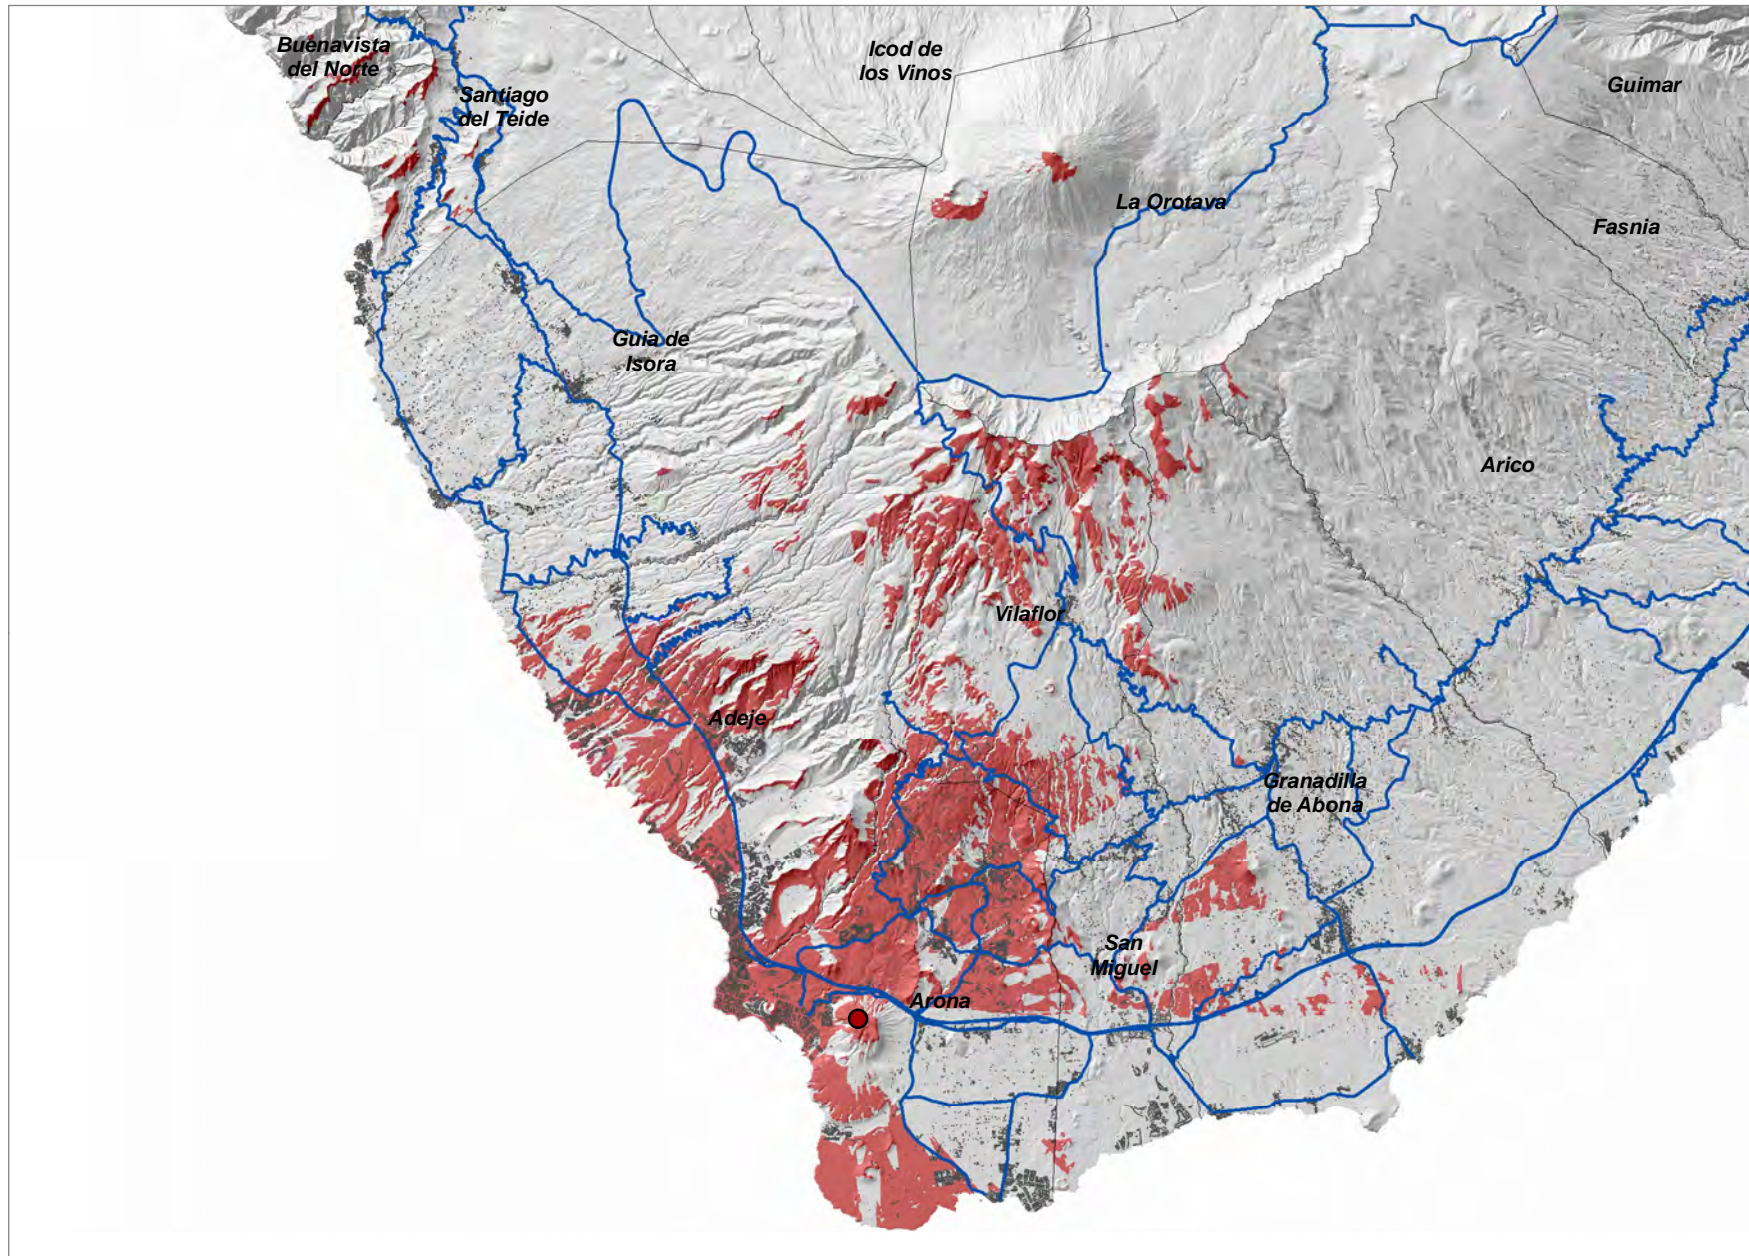 Buenavista
del Norte
Icod de
los Vinos
Guimar
Santiago
del Teide
La Orotava
Fasnia
Guia de
Isora
Arico
Vilaflor
Adeje
Granadilla
de Abona
San
Miguel
Arona